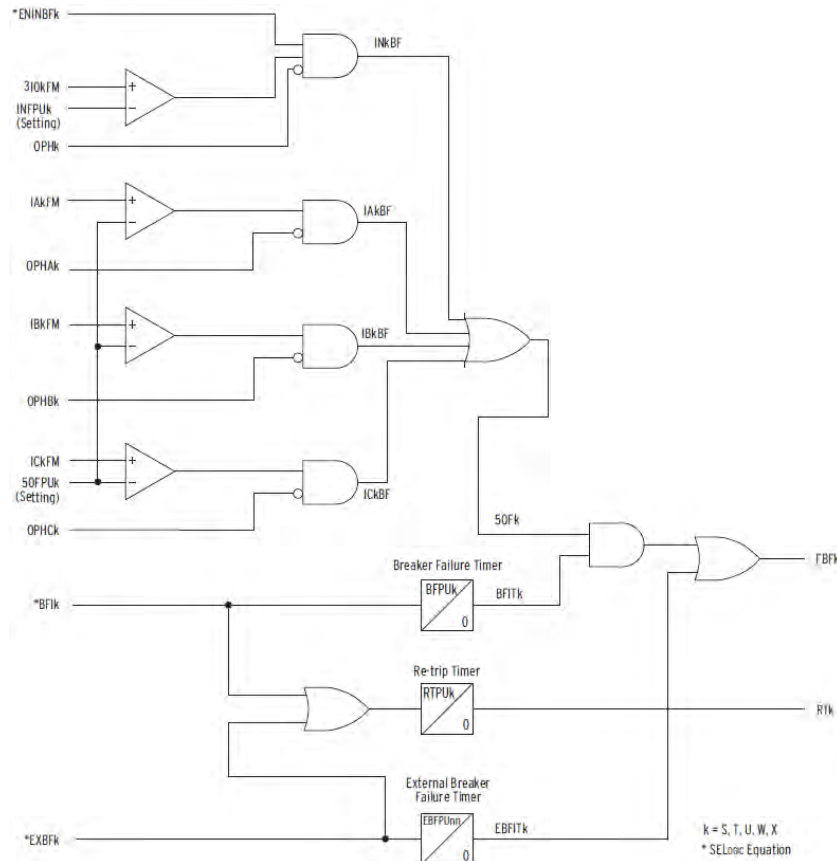 *ENINBFk
INkBF
3I0kFM
+
INFPUk
−
(Setting)
OPHk
IAkFM
+
−
IAkBF
OPHAk
IBkFM
+
−
IBkBF
OPHBk
ICkFM
+
50FPUk
−
(Setting)
ICkBF
OPHCk
50Fk
FBFk
Breaker Failure Timer
*BFIk
BFPUk
0
BFITk
Re-trip Timer
RTPUk
0
RTk
External Breaker
Failure Timer
*EXBFk
EBFPUnn
0
EBFITk
k = S, T, U, W, X
* SELOGIC Equation